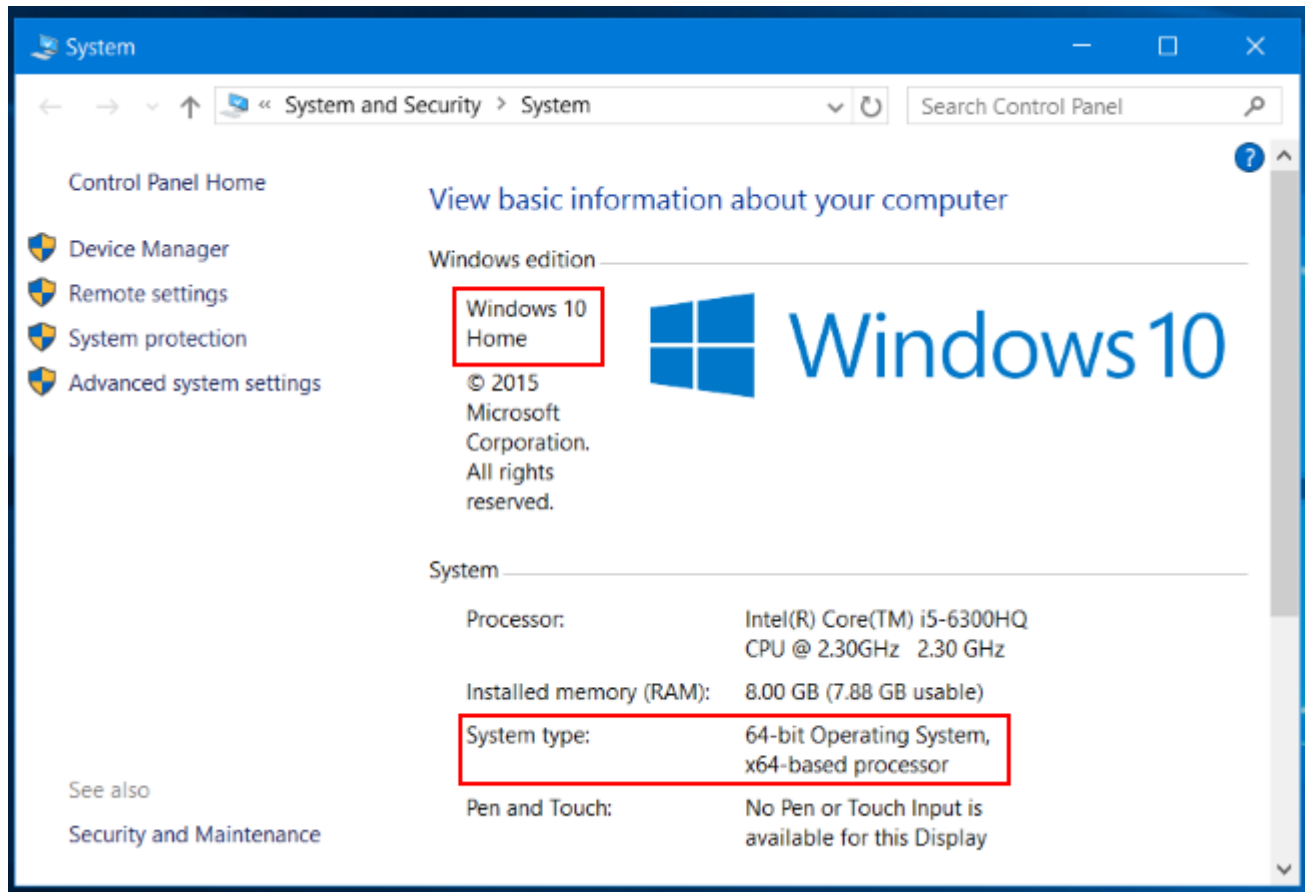 System
« System and Security > System
Search Control Panel
?
Control Panel Home
Device Manager
Remote settings
System protection
Advanced system settings
See also
Security and Maintenance
View basic information about your computer
Windows edition
Windows 10
Home
© 2015
Microsoft
Corporation.
All rights
reserved.
Windows 10
System
Processor: Intel(R) Core(TM) i5-6300HQ
CPU @ 2.30GHz 2.30 GHz
Installed memory (RAM): 8.00 GB (7.88 GB usable)
System type: 64-bit Operating System,
x64-based processor
Pen and Touch: No Pen or Touch Input is
available for this Display